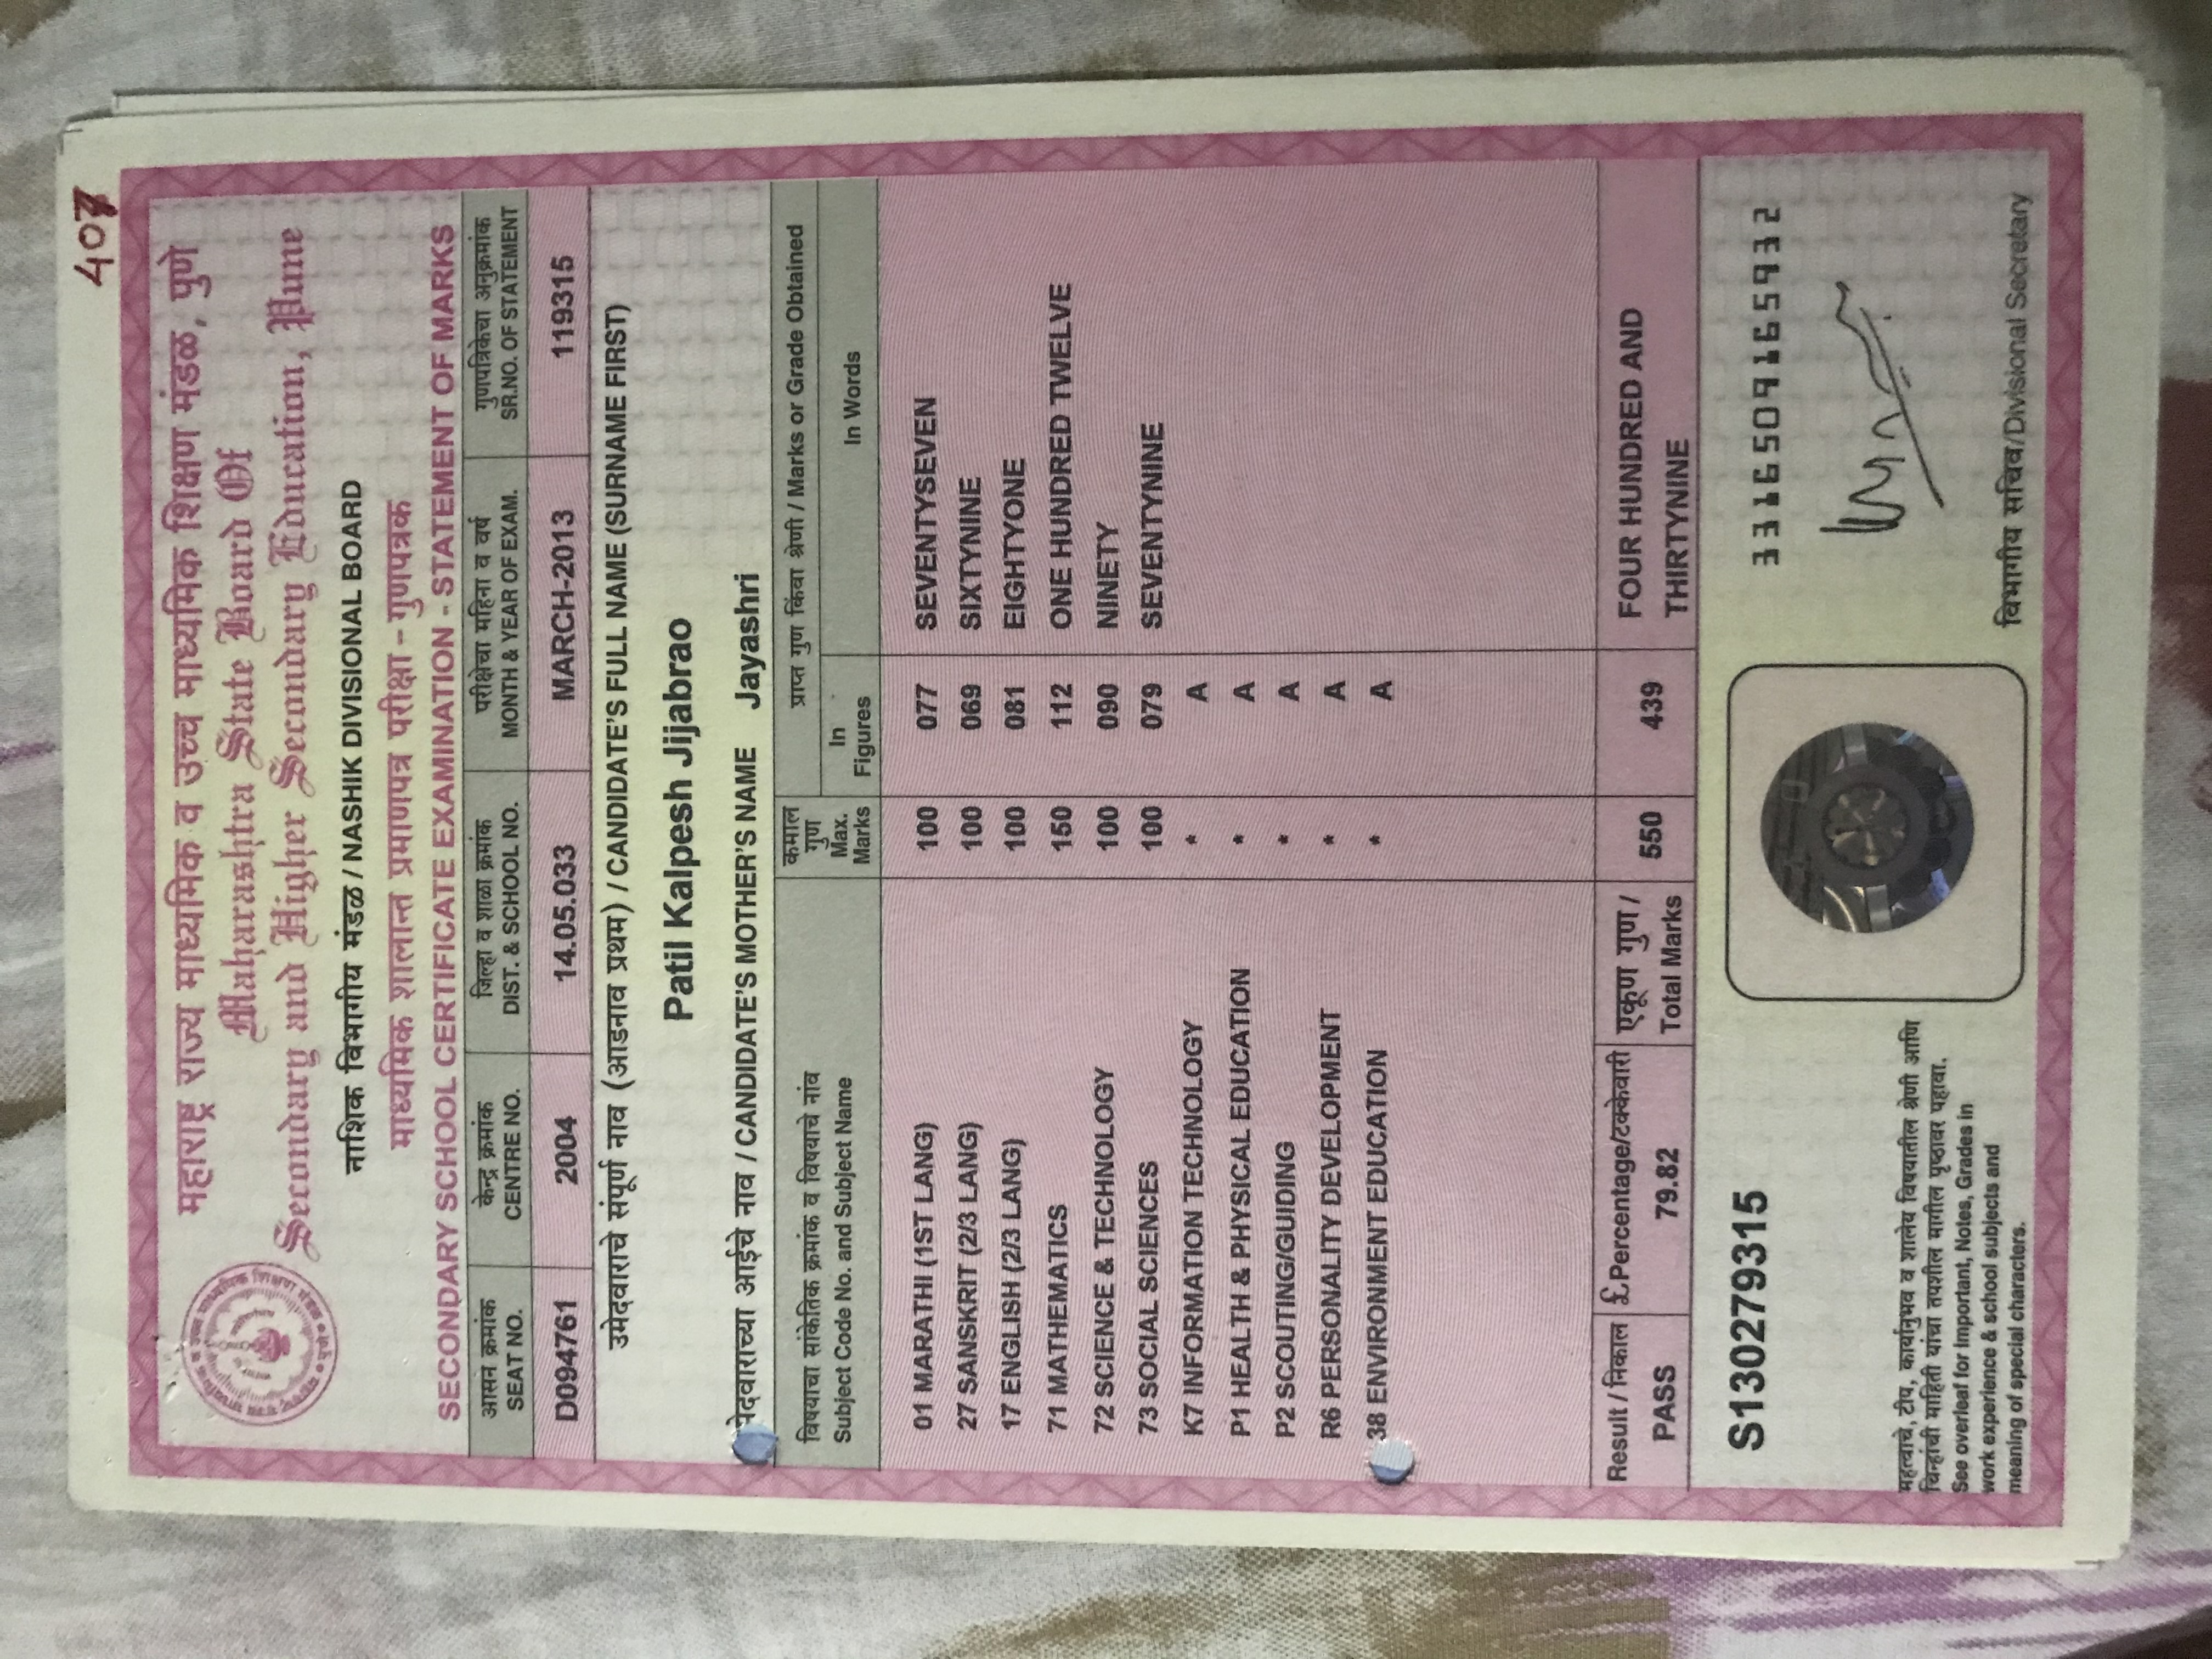 407
महाराष्ट्र राज्य माध्यमिक व उच्च माध्यमिक शिक्षण मंडळ, पुणे
Maharashtra State Board Of
Secondary and Higher Secondary Education, Pune
नाशिक विभागीय मंडळ / NASHIK DIVISIONAL BOARD
माध्यमिक शालान्त प्रमाणपत्र परीक्षा - गुणपत्रक
SECONDARY SCHOOL CERTIFICATE EXAMINATION - STATEMENT OF MARKS
आसन क्रमांक केन्द्र क्रमांक जिल्हा व शाळा क्रमांक परीक्षेचा महिना व वर्ष गुणपत्रिकेचा अनुक्रमांक
SEAT NO. CENTRE NO. DIST. & SCHOOL NO. MONTH & YEAR OF EXAM. SR.NO. OF STATEMENT
D094761 2004 14.05.033 MARCH-2013 119315
उमेदवाराचे संपूर्ण नाव (आडनाव प्रथम) / CANDIDATE'S FULL NAME (SURNAME FIRST)
Patil Kalpesh Jijabrao
मेदवाराच्या आईचे नाव / CANDIDATE'S MOTHER'S NAME Jayashri
विषयाचा सांकेतिक क्रमांक व विषयाचे नांव कमाल गुण प्राप्त गुण किंवा श्रेणी / Marks or Grade Obtained
Subject Code No. and Subject Name Max. Marks In Figures In Words
01 MARATHI (1ST LANG) 100 077 SEVENTYSEVEN
27 SANSKRIT (2/3 LANG) 100 069 SIXTYNINE
17 ENGLISH (2/3 LANG) 100 081 EIGHTYONE
71 MATHEMATICS 150 112 ONE HUNDRED TWELVE
72 SCIENCE & TECHNOLOGY 100 090 NINETY
73 SOCIAL SCIENCES 100 079 SEVENTYNINE
K7 INFORMATION TECHNOLOGY * A
P1 HEALTH & PHYSICAL EDUCATION * A
P2 SCOUTING/GUIDING * A
R6 PERSONALITY DEVELOPMENT * A
38 ENVIRONMENT EDUCATION * A
Result / निकाल £ Percentage/टक्केवारी एकूण गुण / 550 439 FOUR HUNDRED AND
PASS 79.82 Total Marks THIRTYNINE
S130279315
3316509165932
महत्वाचे, टीप, कार्यानुभव व शालेय विषयातील श्रेणी आणि
चिन्हांची माहिती यांचा तपशील मागील पृष्ठावर पहावा.
See overleaf for Important, Notes, Grades in
work experience & school subjects and
meaning of special characters.
विभागीय सचिव/Divisional Secretary